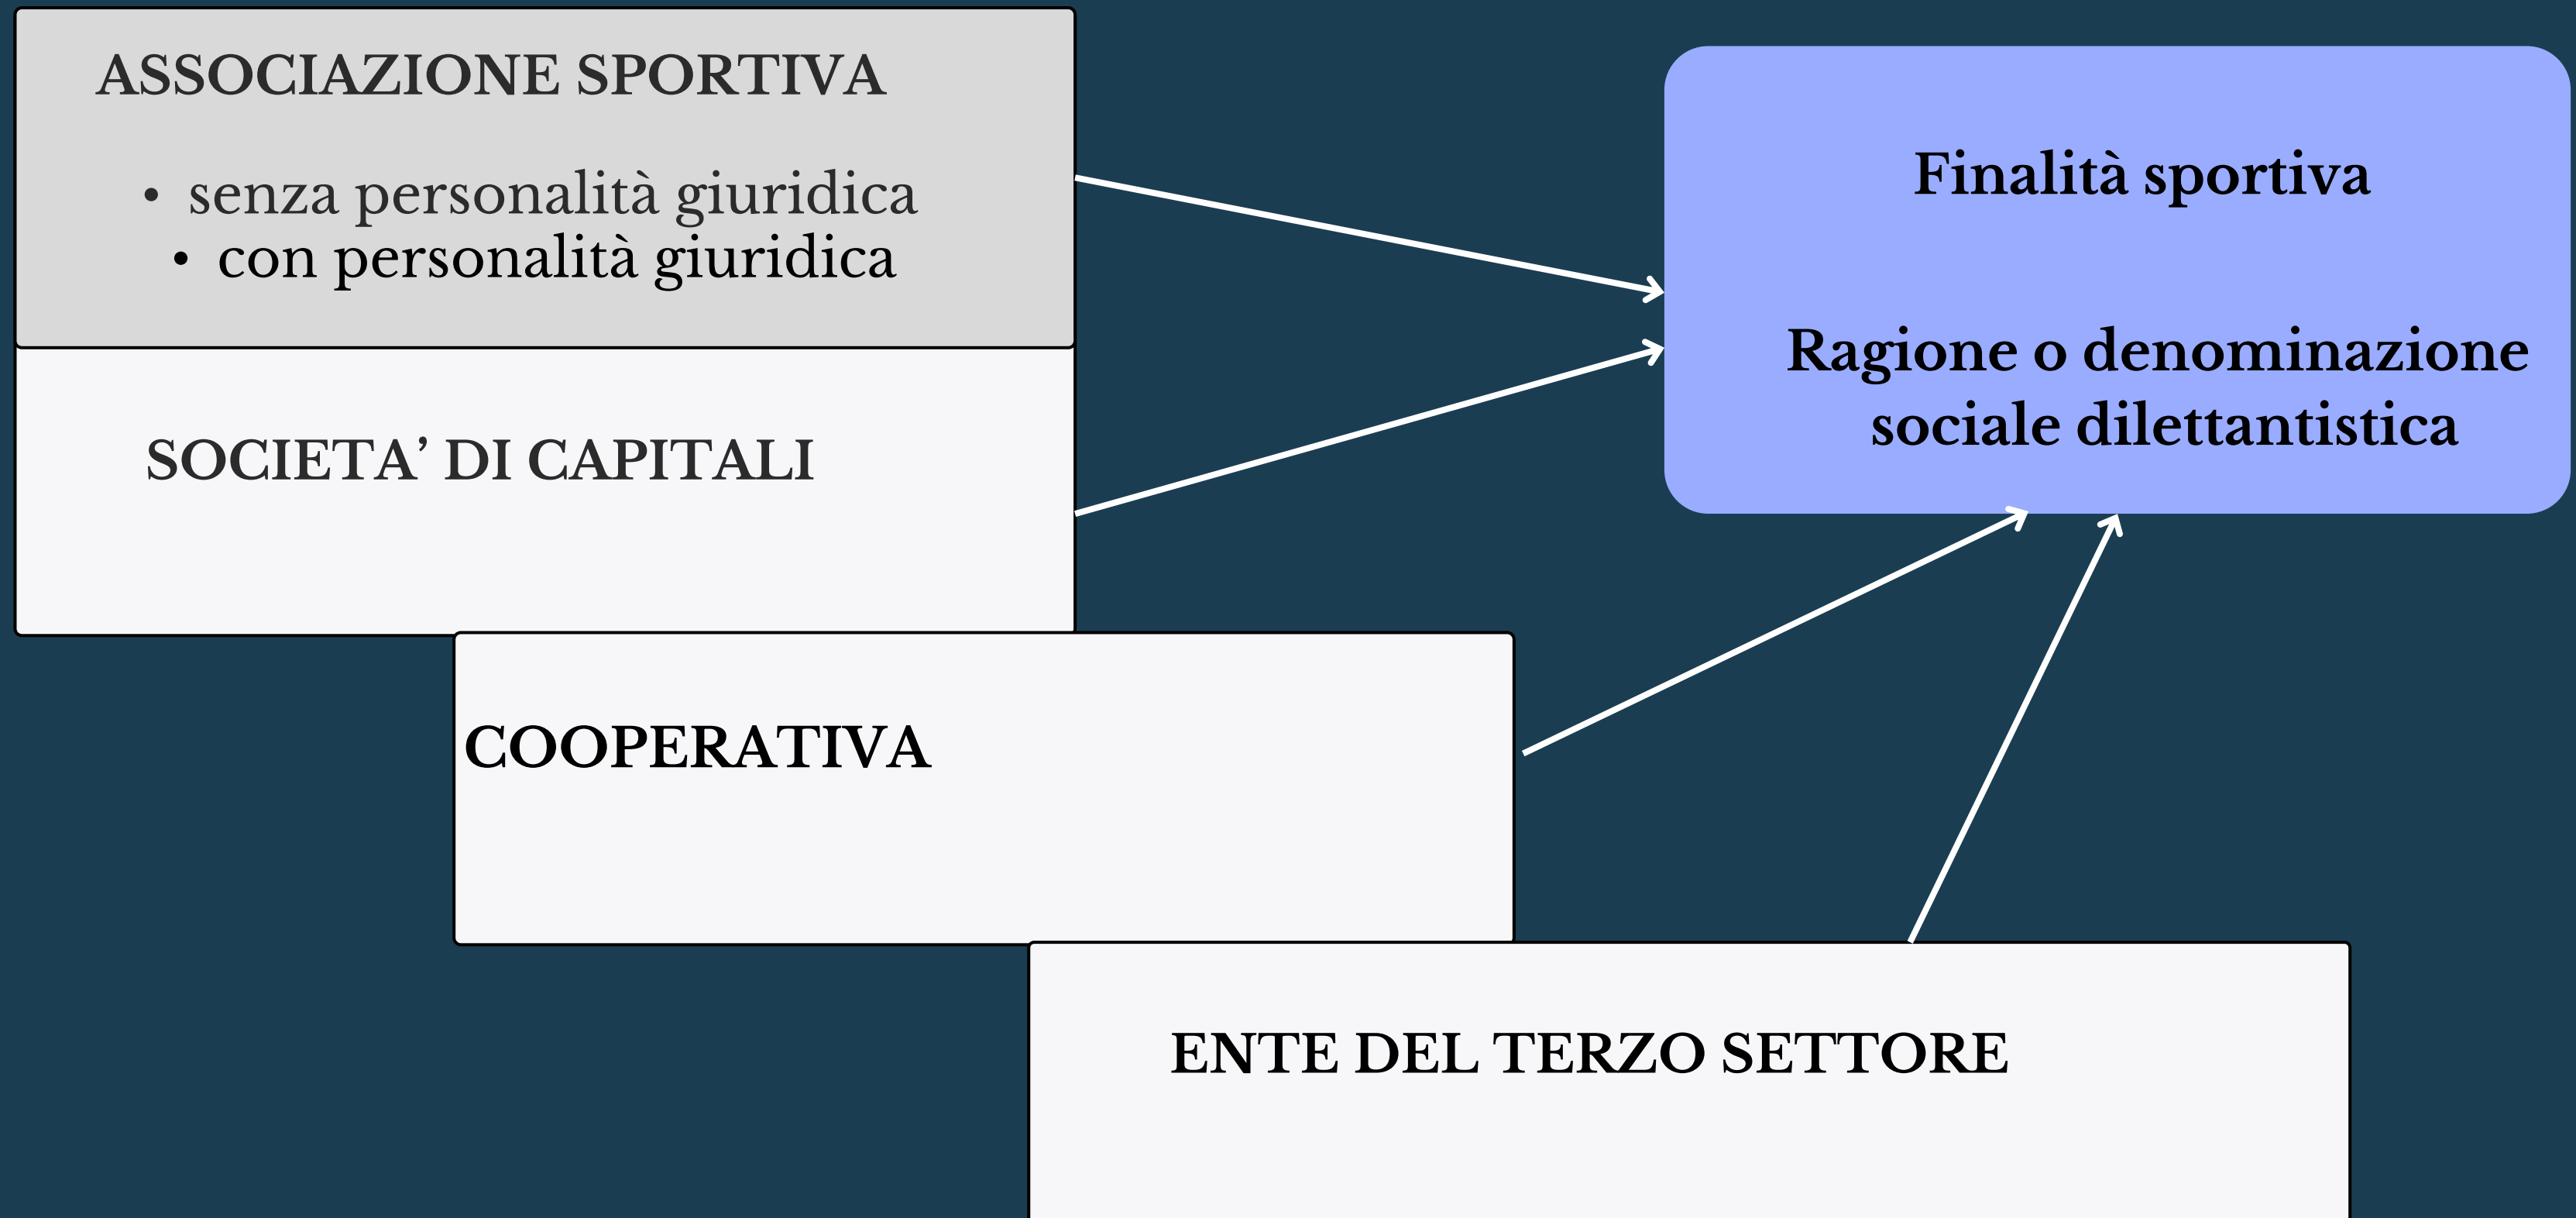 ASSOCIAZIONE SPORTIVA
• senza personalità giuridica
• con personalità giuridica
SOCIETA’ DI CAPITALI
COOPERATIVA
ENTE DEL TERZO SETTORE
Finalità sportiva
Ragione o denominazione
sociale dilettantistica